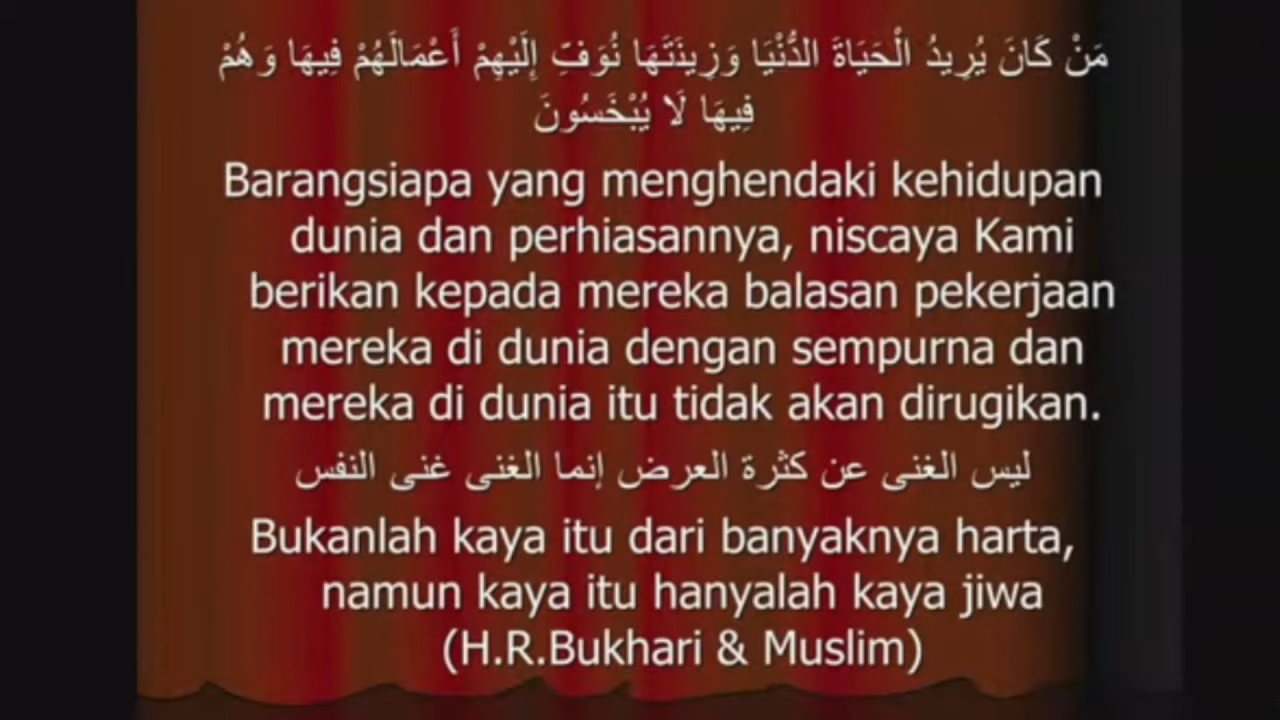 مَنْ كَانَ يُرِيدُ الْحَيَاةَ الدُّنْيَا وَزِينَتَهَا نُوَفِّ إِلَيْهِمْ أَعْمَالَهُمْ فِيهَا وَهُمْ
فِيهَا لَا يُبْخَسُونَ
Barangsiapa yang menghendaki kehidupan
dunia dan perhiasannya, niscaya Kami
berikan kepada mereka balasan pekerjaan
mereka di dunia dengan sempurna dan
mereka di dunia itu tidak akan dirugikan.
ليس الغنى عن كثرة العرض إنما الغنى غنى النفس
Bukanlah kaya itu dari banyaknya harta,
namun kaya itu hanyalah kaya jiwa
(H.R.Bukhari & Muslim)